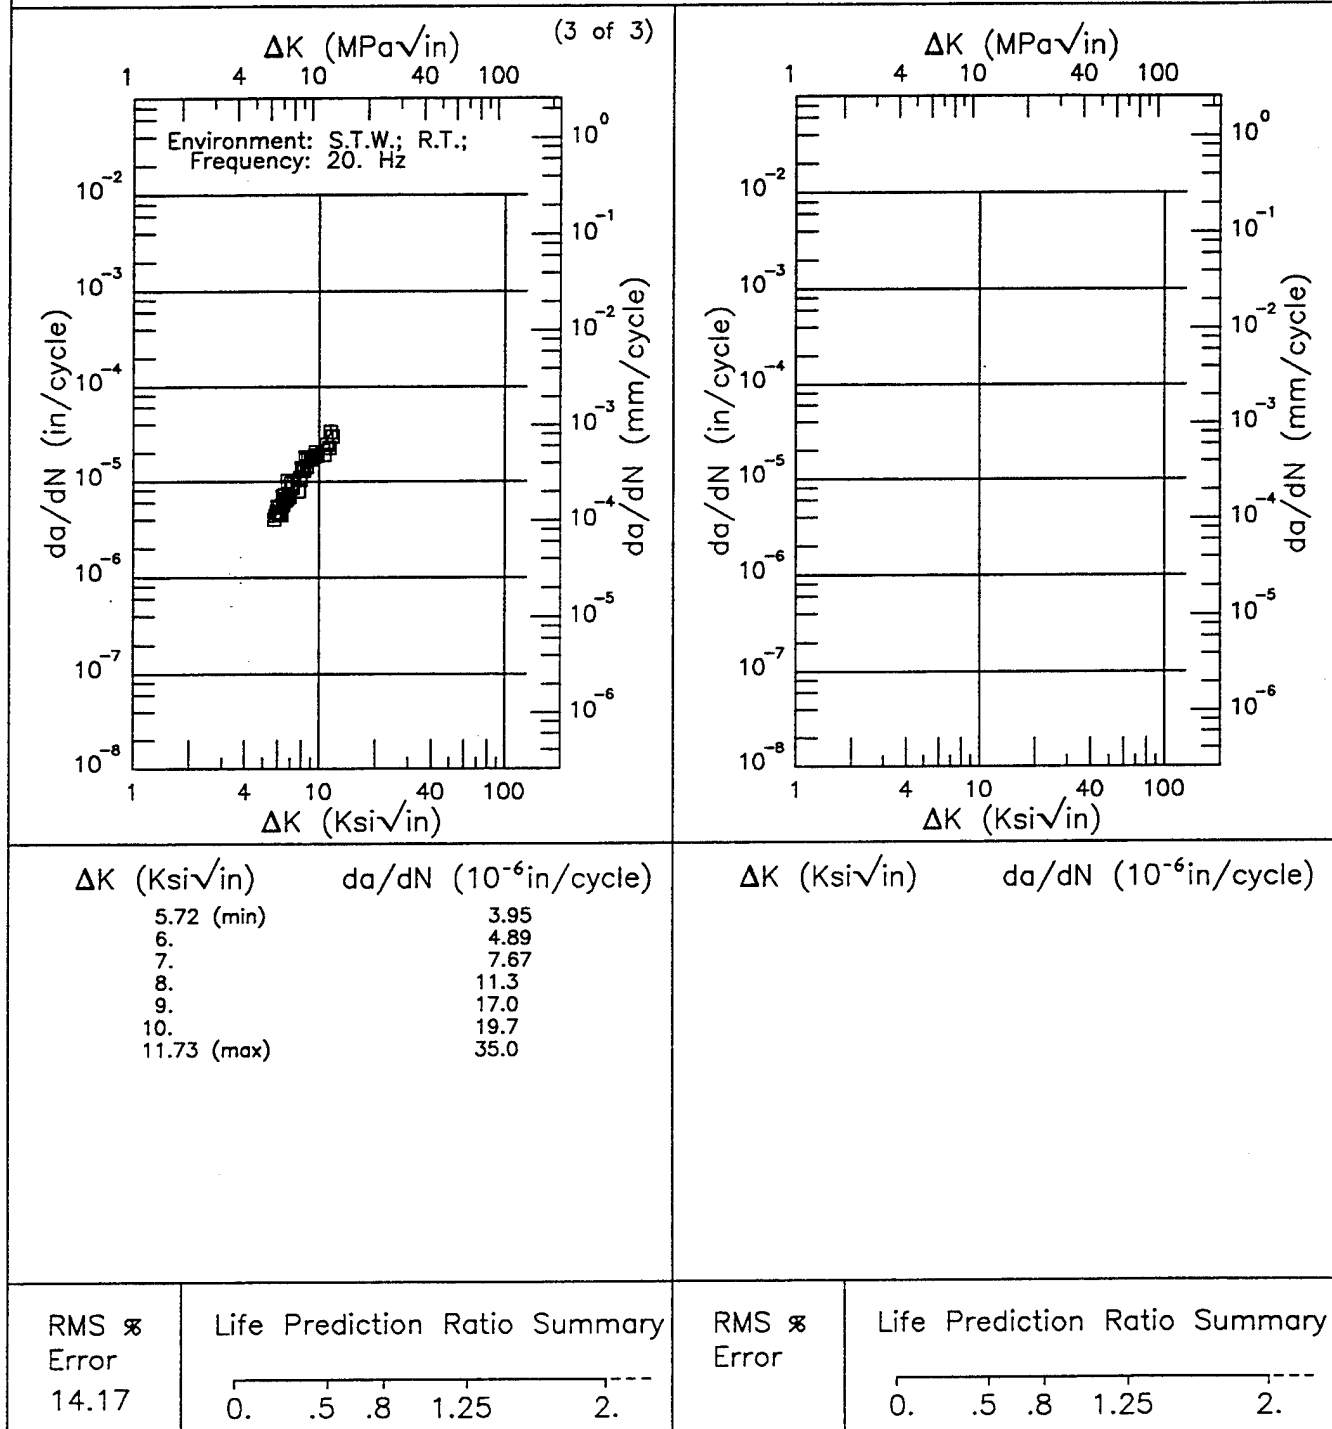 (3 of 3)
ΔK (MPa√in)
1 4 10 40 100
Environment: S.T.W.; R.T.;
Frequency: 20. Hz
10⁻²
10⁻³
10⁻⁴
10⁻⁵
10⁻⁶
10⁻⁷
10⁻⁸
da/dN (in/cycle)
10⁰
10⁻¹
10⁻²
10⁻³
10⁻⁴
10⁻⁵
10⁻⁶
da/dN (mm/cycle)
1 4 10 40 100
ΔK (Ksi√in)
ΔK (MPa√in)
1 4 10 40 100
10⁻²
10⁻³
10⁻⁴
10⁻⁵
10⁻⁶
10⁻⁷
10⁻⁸
da/dN (in/cycle)
10⁰
10⁻¹
10⁻²
10⁻³
10⁻⁴
10⁻�5
10⁻⁶
da/dN (mm/cycle)
1 4 10 40 100
ΔK (Ksi√in)
ΔK (Ksi√in) da/dN (10⁻⁶in/cycle)
5.72 (min) 3.95
6. 4.89
7. 7.67
8. 11.3
9. 17.0
10. 19.7
11.73 (max) 35.0
ΔK (Ksi√in) da/dN (10⁻⁶in/cycle)
RMS %
Error
14.17
Life Prediction Ratio Summary
0. .5 .8 1.25 2.
RMS %
Error
Life Prediction Ratio Summary
0. .5 .8 1.25 2.